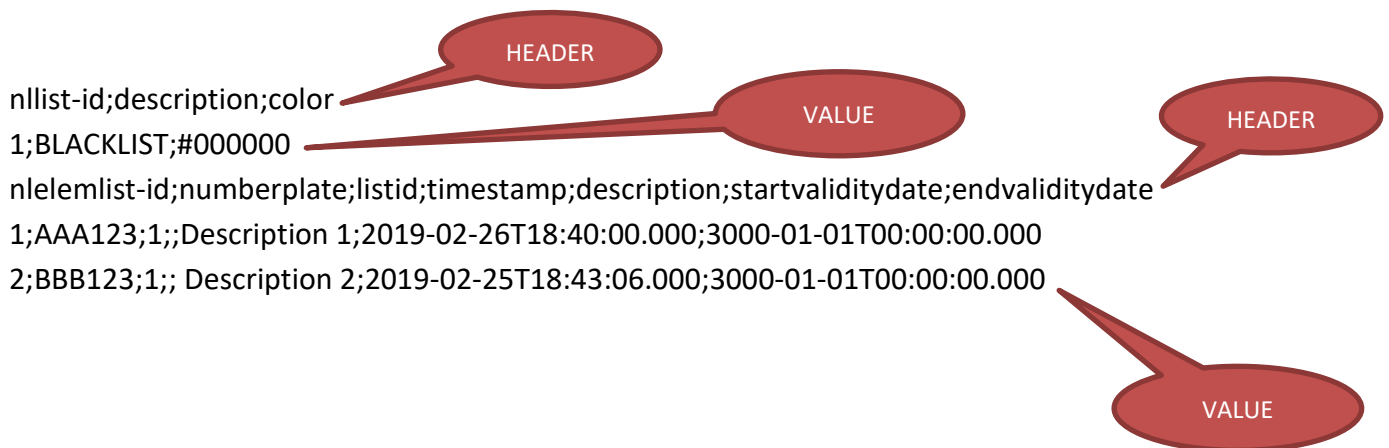 HEADER
nllist-id;description;color
VALUE
HEADER
1;BLACKLIST;#000000
nlelemlist-id;numberplate;listid;timestamp;description;startvaliditydate;endvaliditydate
1;AAA123;1;;Description 1;2019-02-26T18:40:00.000;3000-01-01T00:00:00.000
2;BBB123;1;; Description 2;2019-02-25T18:43:06.000;3000-01-01T00:00:00.000
VALUE